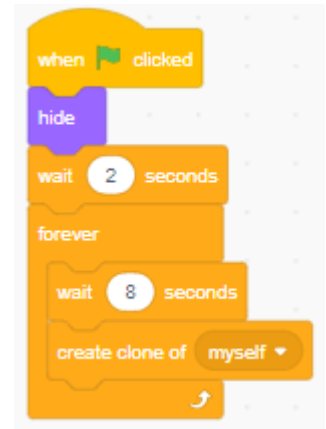 when clicked
hide
wait 2 seconds
forever
wait 8 seconds
create clone of myself